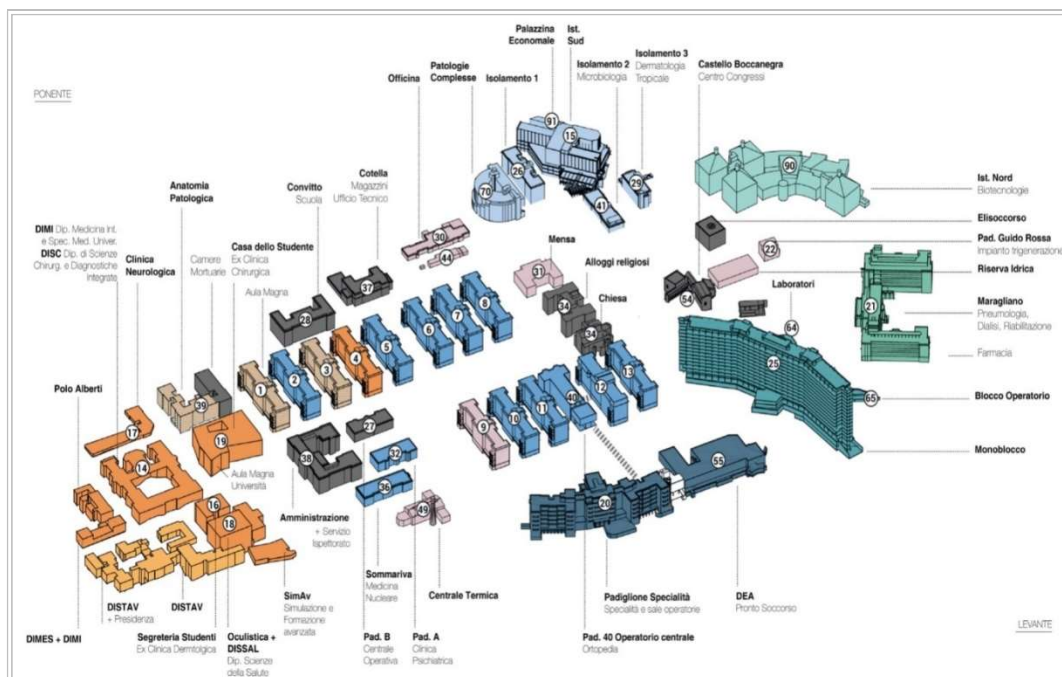 Palazzina
Economale
Ist.
Sud
Isolamento 3
Dermatologia
Tropicale
Patologie
Complesse
Isolamento 1
Isolamento 2
Microbiologia
Castello Boccanegra
Centro Congressi
Officina
PONENTE
91
15
26
70
29
41
90
Ist. Nord
Biotecnologie
Cotella
Magazzini
Ufficio Tecnico
Convitto
Scuola
Anatomia
Patologica
Elisoccorso
DIMI Dip. Medicina Int.
e Spec. Med. Univer.
DISC Dip. di Scienze
Chirurg. e Diagnostiche
Integrate
Casa dello Studente
Ex Clinica
Chirurgica
Camere
Mortuarie
Clinica
Neurologica
Aula Magna
Mensa
Alloggi religiosi
Chiesa
Pad. Guido Rossa
Impianto trigenerazione
Riserva Idrica
Laboratori
Maragliano
Pneumologia,
Dialisi, Riabilitazione
Farmacia
30
44
37
28
31
34
34
22
54
21
64
25
65
8
7
6
5
4
3
2
1
13
12
40
11
10
9
Polo Alberti
Blocco Operatorio
Monoblocco
39
17
19
14
16
18
27
38
32
36
49
55
20
Aula Magna
Università
Amministrazione
+ Servizio
Ispettorato
Sommariva
Medicina
Nucleare
Centrale Termica
SimAv
Simulazione e
Formazione
avanzata
Padiglione Specialità
Specialità e sale operatorie
DEA
Pronto Soccorso
DISTAV
+ Presidenza
DISTAV
LEVANTE
DIMES + DIMI
Segreteria Studenti
Ex Clinica Dermtolgica
Oculistica +
DISSAL
Dip. Scienze
della Salute
Pad. B
Centrale
Operativa
Pad. A
Clinica
Psichiatrica
Pad. 40 Operatorio centrale
Ortopedia